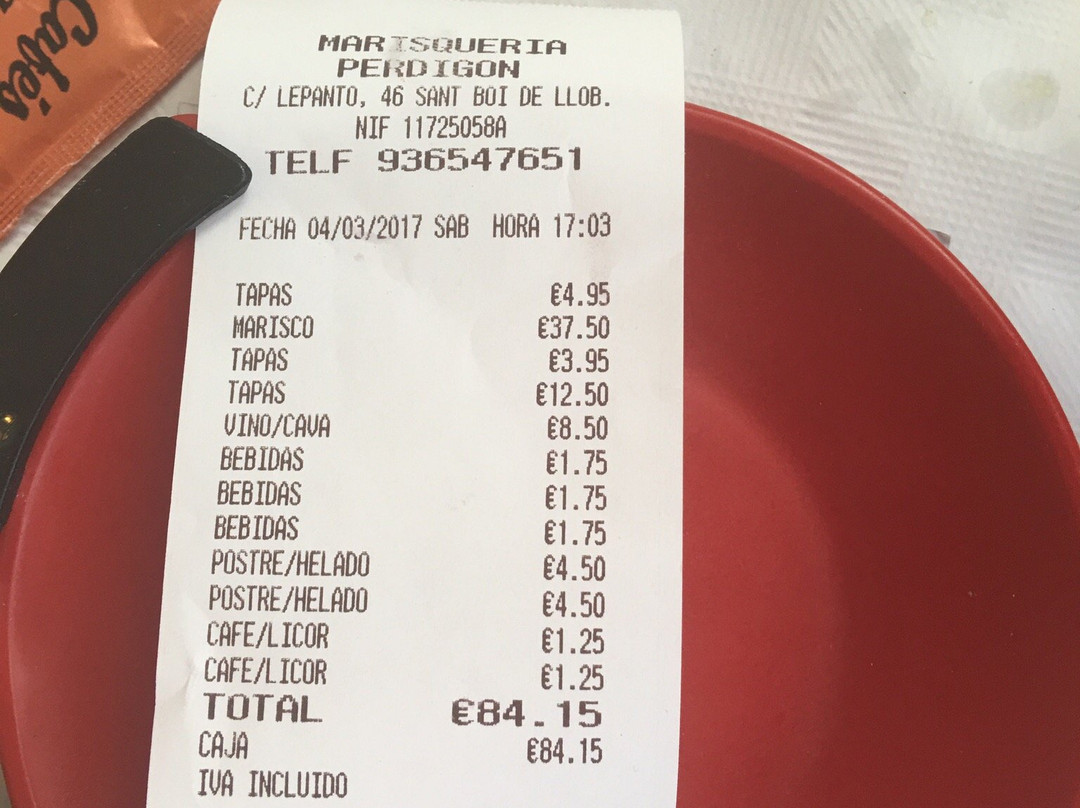 Cafès
MARISQUERIA
PERDIGON
C/ LEPANTO, 46 SANT BOI DE LLOB.
NIF 11725058A
TELF 936547651
FECHA 04/03/2017 SAB HORA 17:03
TAPAS €4.95
MARISCO €37.50
TAPAS €3.95
TAPAS €12.50
VINO/CAVA €8.50
BEBIDAS €1.75
BEBIDAS €1.75
BEBIDAS €1.75
POSTRE/HELADO €4.50
POSTRE/HELADO €4.50
CAFE/LICOR €1.25
CAFE/LICOR €1.25
TOTAL €84.15
CAJA €84.15
IVA INCLUIDO